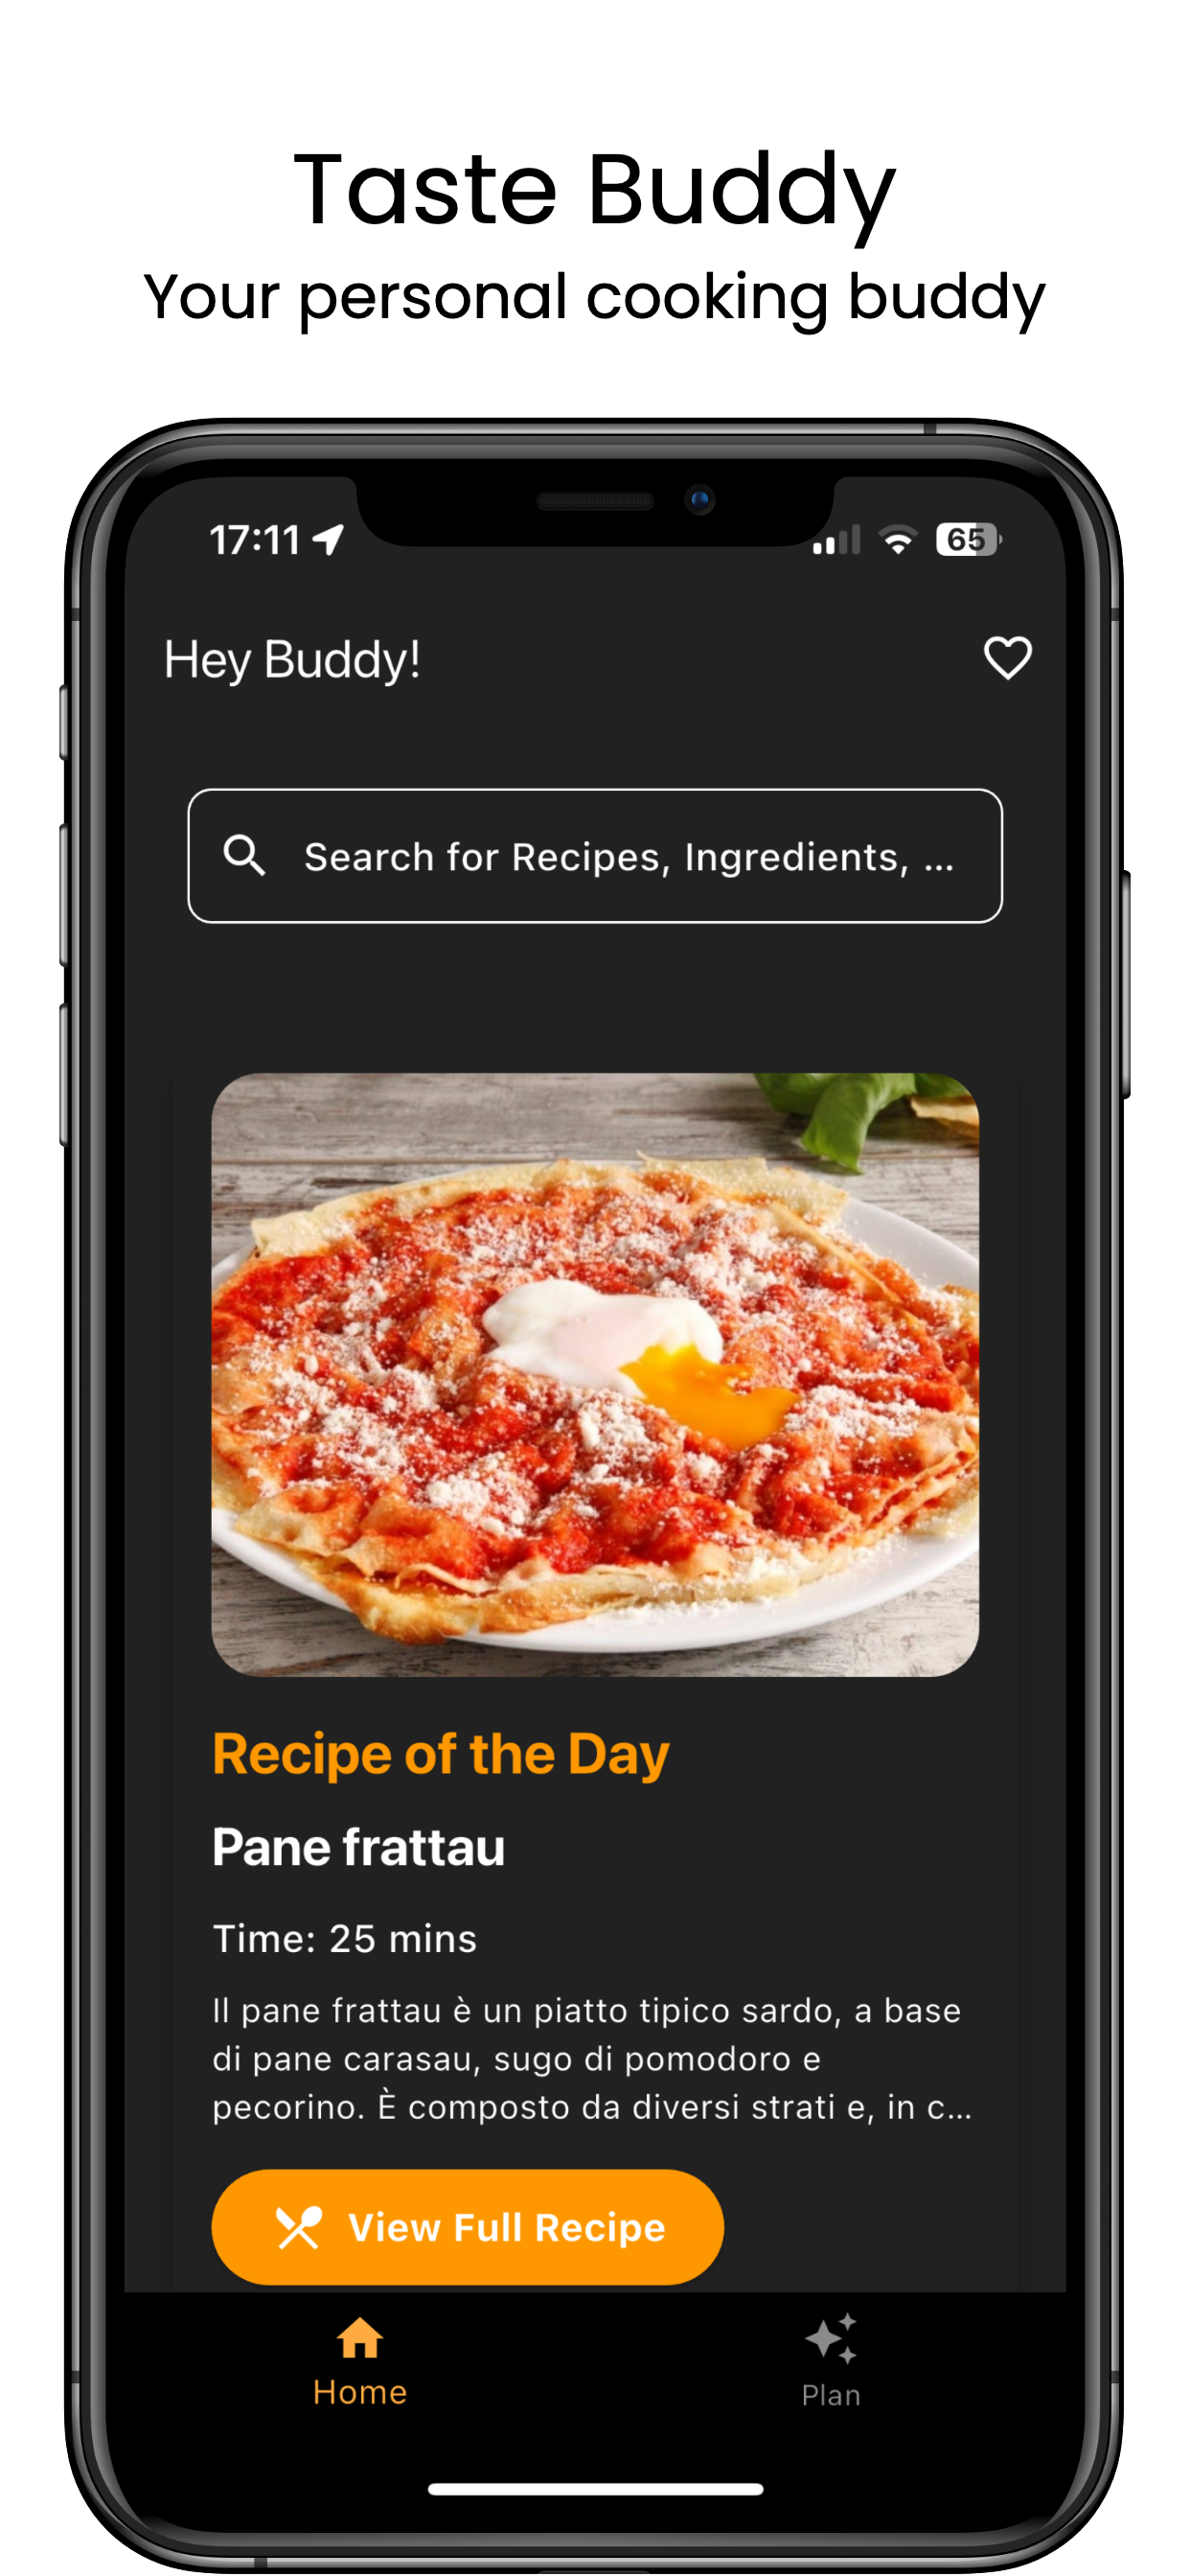 Taste Buddy
Your personal cooking buddy
17:11
65
Hey Buddy!
Search for Recipes, Ingredients, ...
Recipe of the Day
Pane frattau
Time: 25 mins
Il pane frattau è un piatto tipico sardo, a base
di pane carasau, sugo di pomodoro e
pecorino. È composto da diversi strati e, in c...
View Full Recipe
Home
Plan